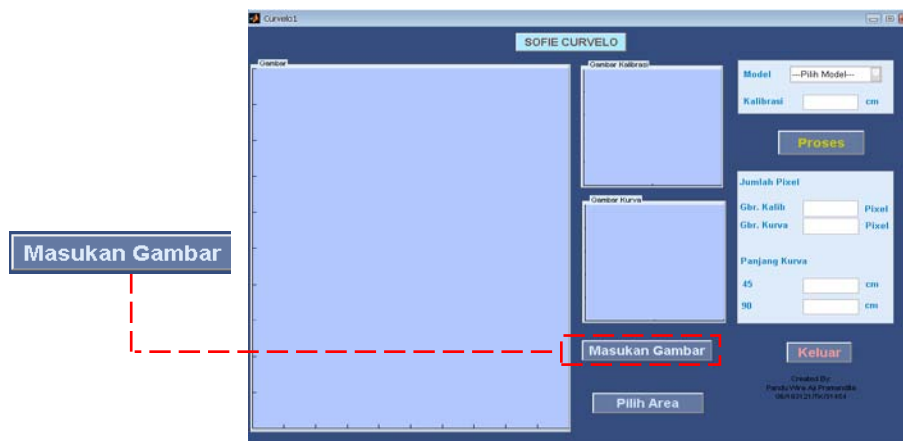 Curvelo1
SOFIE CURVELO
Gambar
Gambar Kalibrasi
Model
---Pilih Model---
Kalibrasi
cm
Proses
Jumlah Pixel
Gbr. Kalib
Pixel
Gbr. Kurva
Pixel
Gambar Kurva
Panjang Kurva
45
cm
90
cm
Masukan Gambar
Masukan Gambar
Keluar
Pilih Area
Created By: